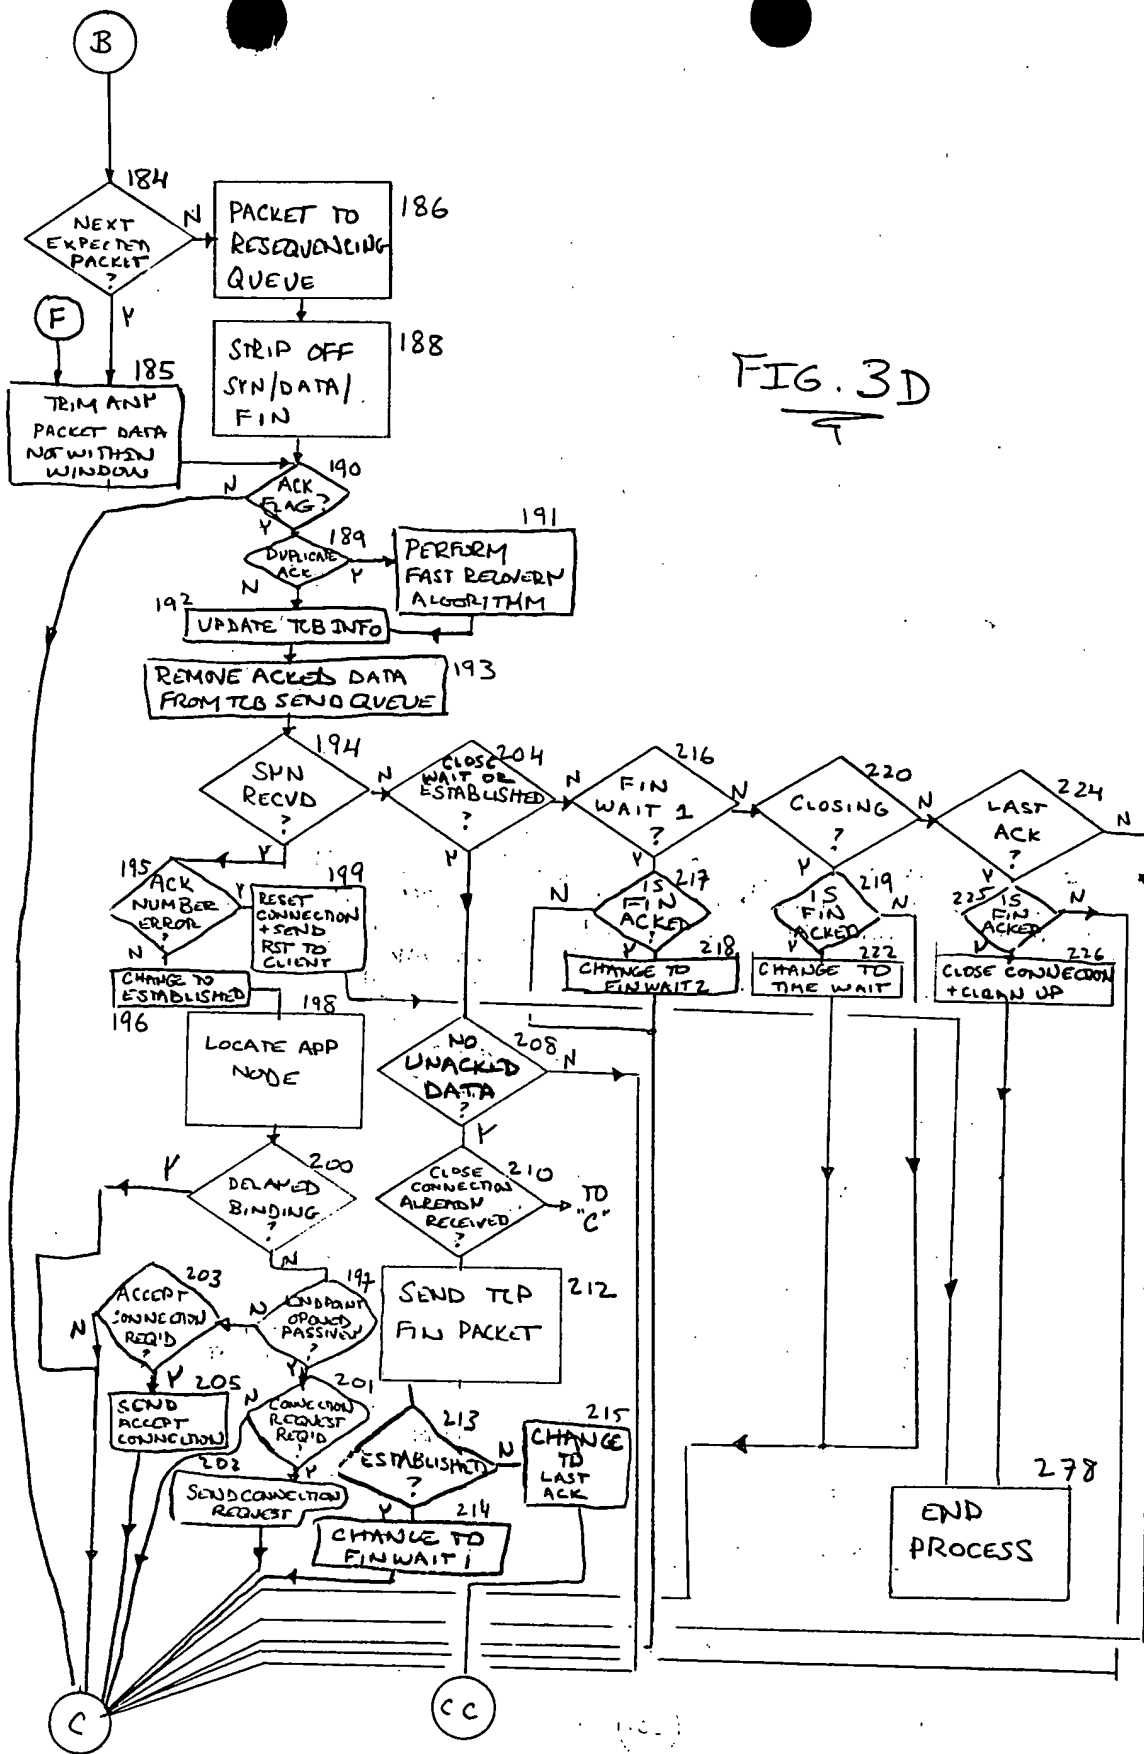 B
184
NEXT
EXPECTED
PACKET
?
N
Y
PACKET TO
RESEQUENCING
QUEUE
186
F
185
TRIM ANY
PACKET DATA
NOT WITHIN
WINDOW
STRIP OFF
SYN/DATA/
FIN
188
FIG. 3D
190
ACK
FLAG?
N
Y
189
DUPLICATE
ACK
Y
N
191
PERFORM
FAST RECOVERY
ALGORITHM
192
UPDATE TCB INFO
REMOVE ACKED DATA
FROM TCB SEND QUEUE
193
194
SYN
RECVD
?
N
Y
204
CLOSE
WAIT OR
ESTABLISHED
?
N
Y
216
FIN
WAIT 1
?
N
Y
220
CLOSING
?
N
Y
224
LAST
ACK
?
N
Y
195
ACK
NUMBER
ERROR?
Y
N
199
RESET
CONNECTION
+ SEND
RST TO
CLIENT
217
IS
FIN
ACKED
N
Y
219
IS
FIN
ACKED
N
Y
225
IS
FIN
ACKED
N
Y
CHANGE TO
ESTABLISHED
196
218
CHANGE TO
FIN WAIT 2
222
CHANGE TO
TIME WAIT
226
CLOSE CONNECTION
+ CLEAN UP
198
LOCATE APP
NODE
208
NO
UNACKED
DATA
?
N
Y
200
DELAYED
BINDING
?
Y
N
210
CLOSE
CONNECTION
ALREADY
RECEIVED
?
TO
"C"
203
ACCEPT
CONNECTION
REQ'D
?
N
Y
197
ENDPOINT
OPENED
PASSIVELY
?
N
Y
SEND TCP
FIN PACKET
212
205
SEND
ACCEPT
CONNECTION
201
CONNECTION
REQUEST
REQ'D
?
N
Y
213
ESTABLISHED
?
N
Y
215
CHANGE
TO
LAST
ACK
202
SEND CONNECTION
REQUEST
214
CHANGE TO
FIN WAIT 1
278
END
PROCESS
C
CC